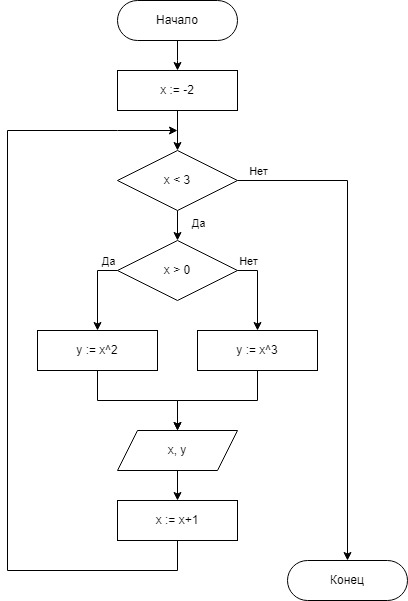 Начало
x := -2
x < 3
Нет
Да
x > 0
Да
Нет
y := x^2
y := x^3
x, y
x := x+1
Конец